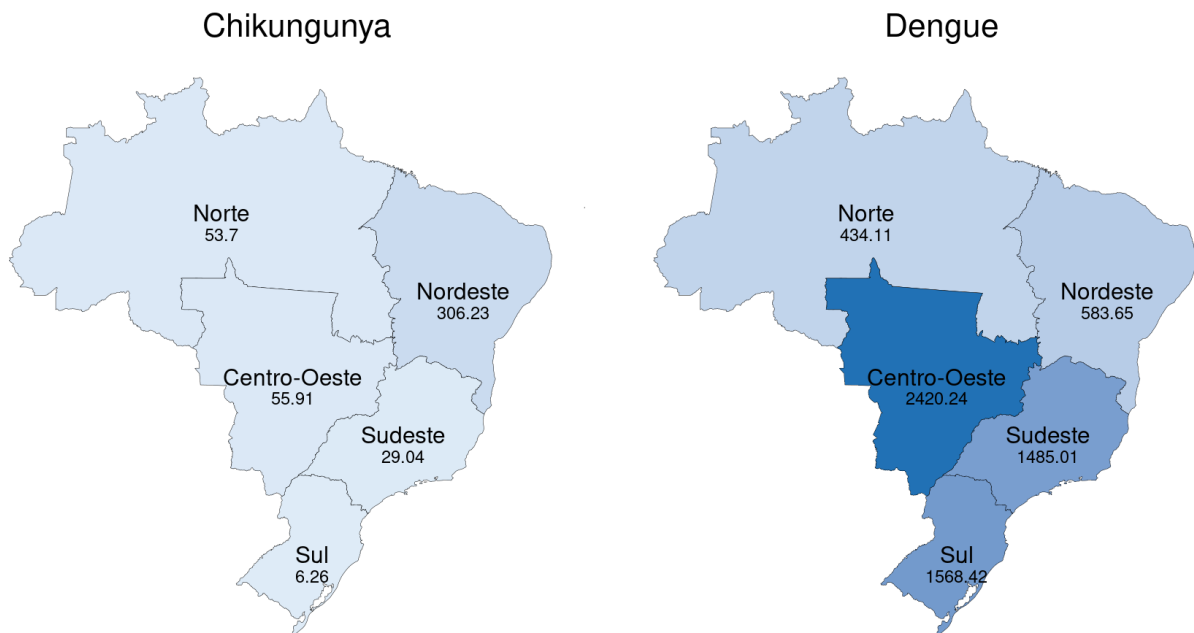 Chikungunya
Norte
53.7
Nordeste
306.23
Centro-Oeste
55.91
Sudeste
29.04
Sul
6.26
Dengue
Norte
434.11
Nordeste
583.65
Centro-Oeste
2420.24
Sudeste
1485.01
Sul
1568.42